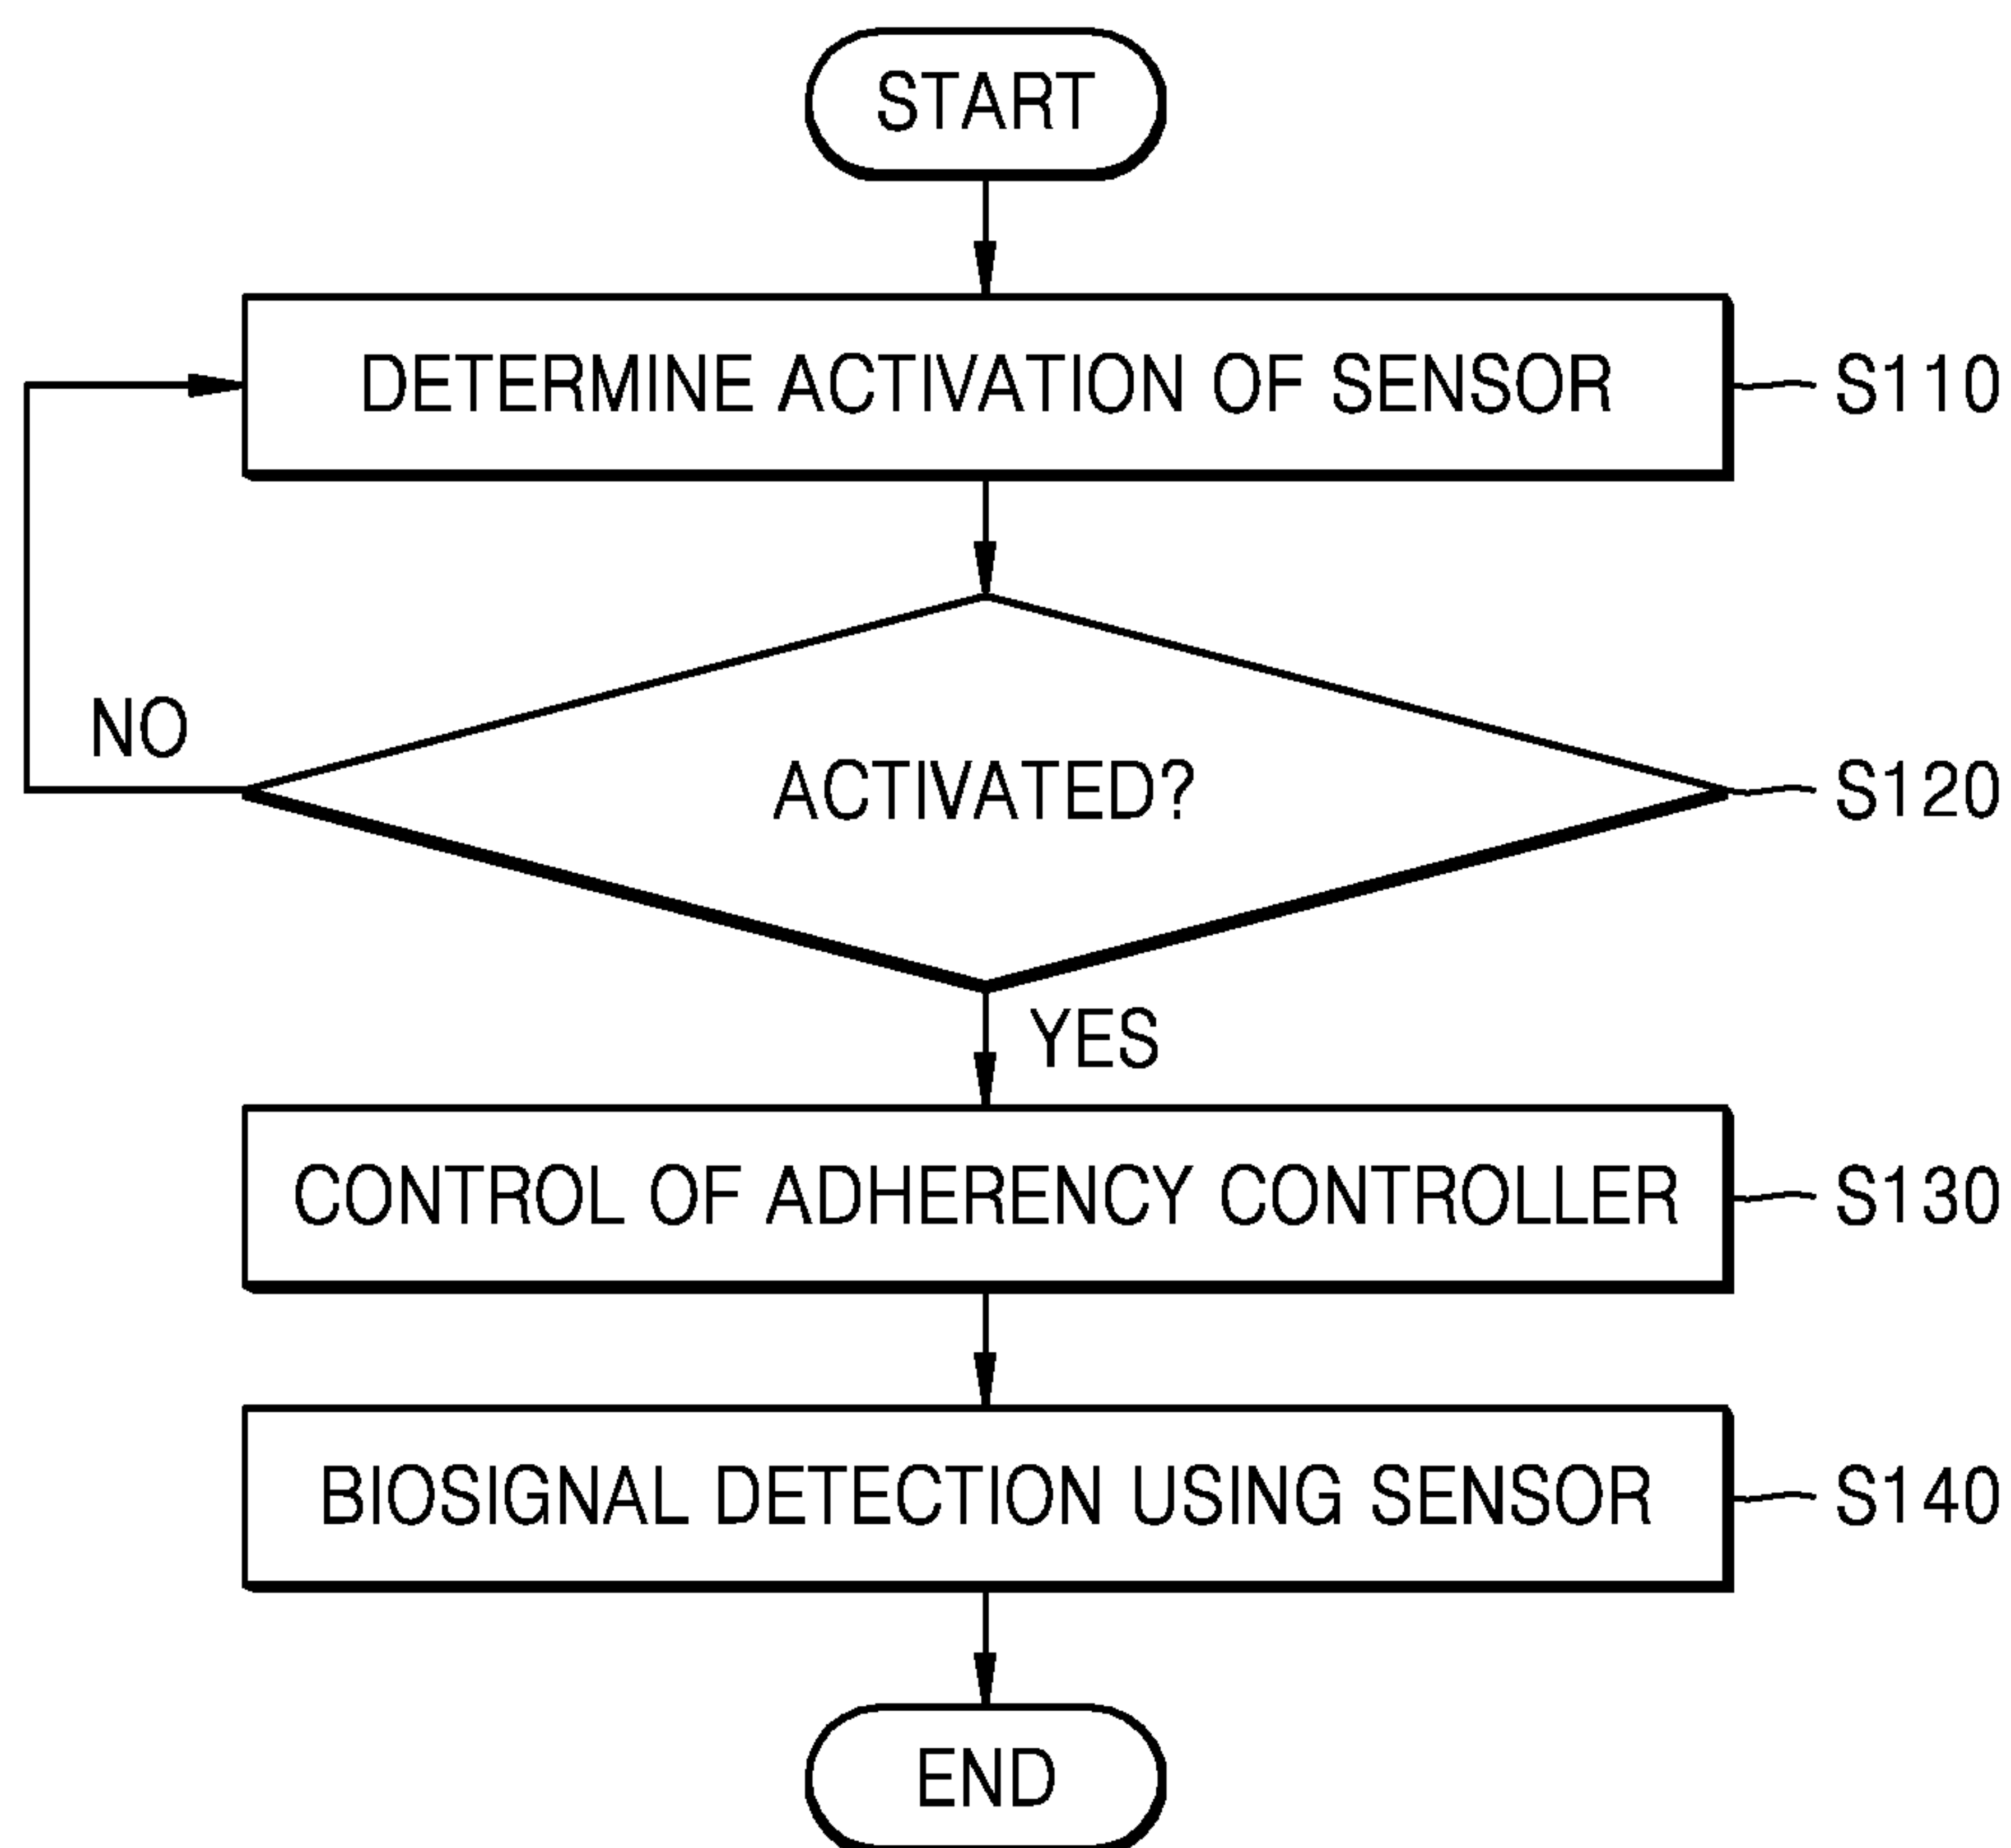 START
DETERMINE ACTIVATION OF SENSOR
S110
ACTIVATED?
S120
NO
YES
CONTROL OF ADHERENCY CONTROLLER
S130
BIOSIGNAL DETECTION USING SENSOR
S140
END